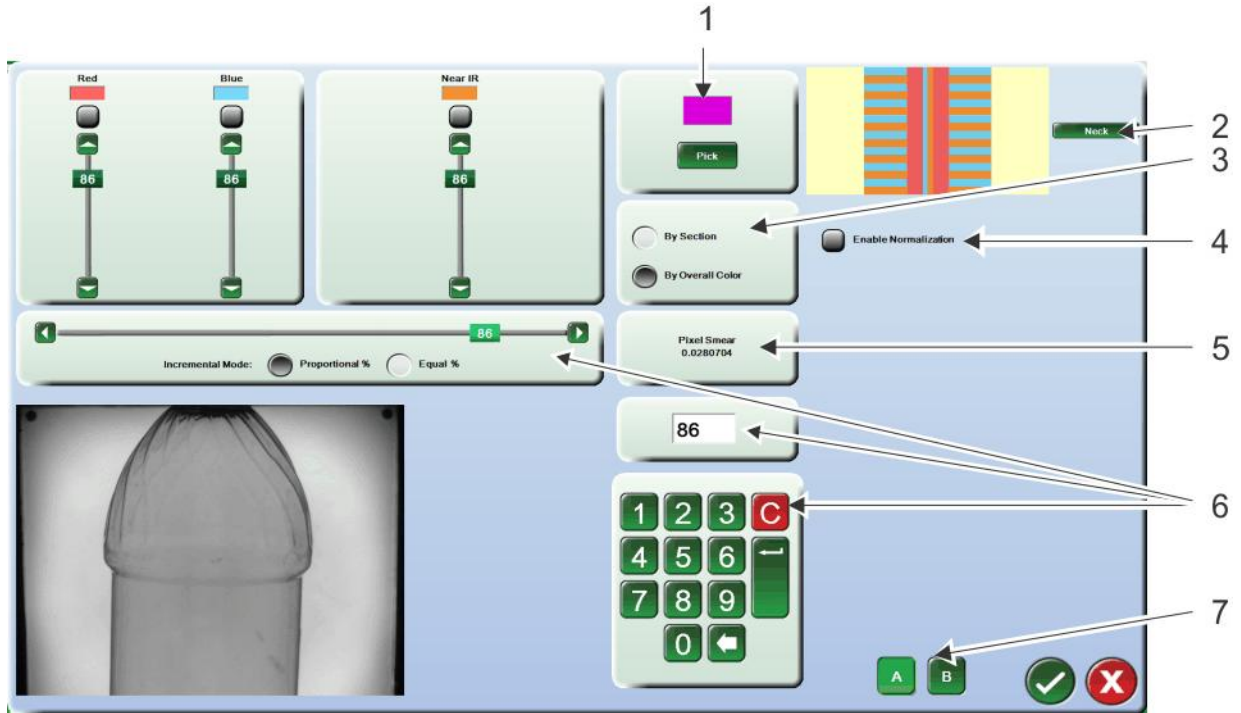 1
Red
Blue
Near IR
86
86
86
Pick
Neck
2
3
By Section
By Overall Color
Enable Normalization
4
86
Incremental Mode:
Proportional %
Equal %
Pixel Smear
0.0280704
5
86
1 2 3 C
4 5 6
7 8 9
0
6
7
A B